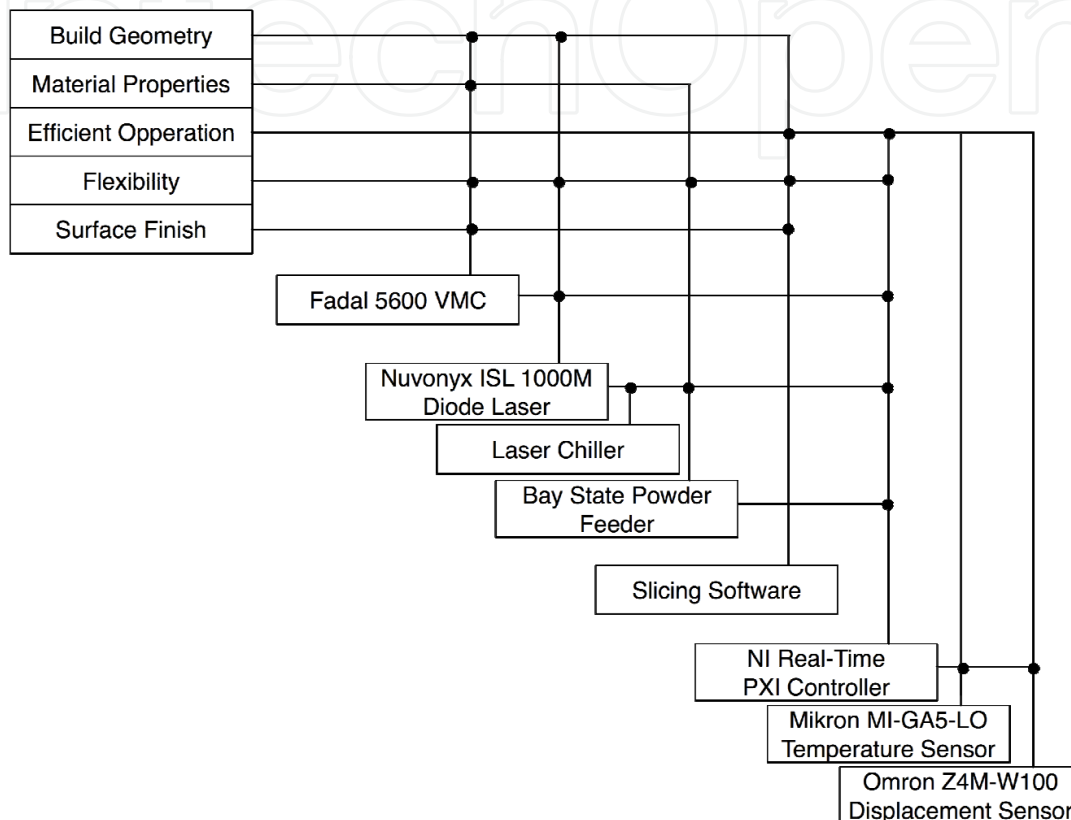 IntechOpen
Build Geometry
Material Properties
Efficient Opperation
Flexibility
Surface Finish
Fadal 5600 VMC
Nuvonyx ISL 1000M
Diode Laser
Laser Chiller
Bay State Powder
Feeder
Slicing Software
NI Real-Time
PXI Controller
Mikron MI-GA5-LO
Temperature Sensor
Omron Z4M-W100
Displacement Sensor